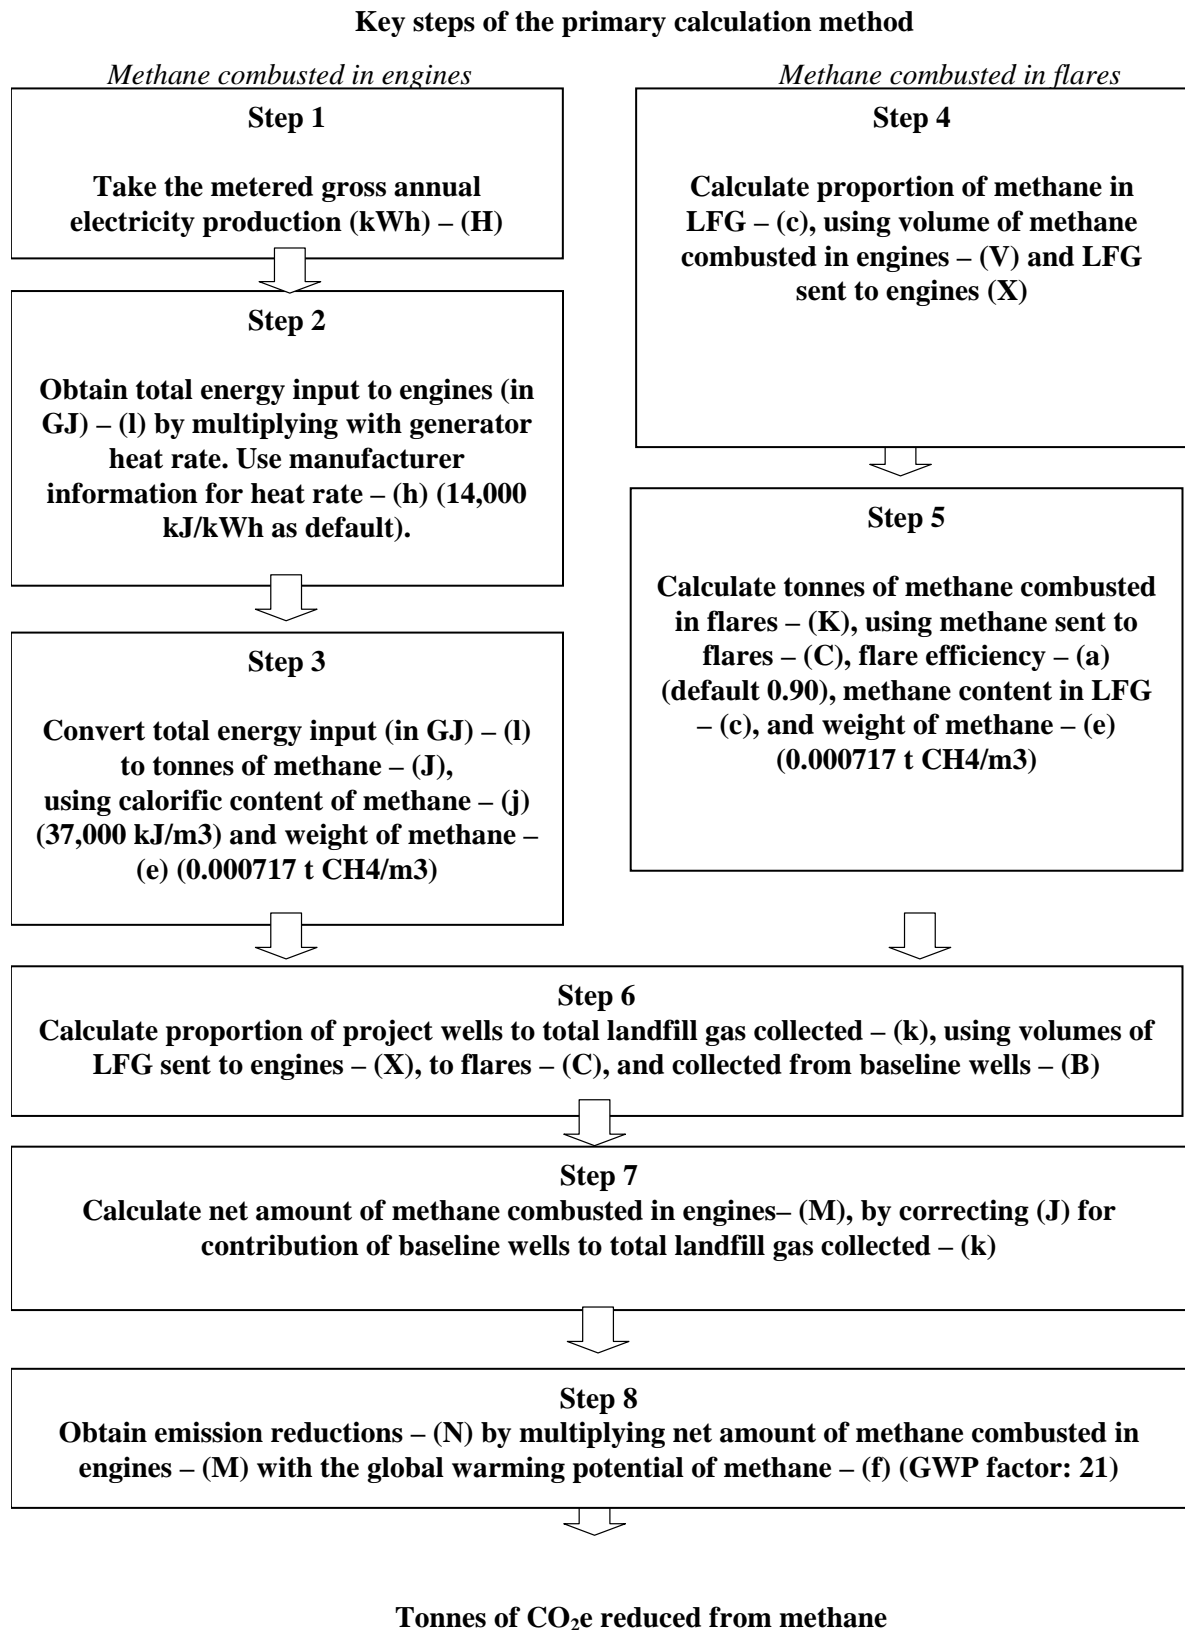 Key steps of the primary calculation method
Methane combusted in engines
Step 1
Take the metered gross annual
electricity production (kWh) – (H)
Step 2
Obtain total energy input to engines (in
GJ) – (l) by multiplying with generator
heat rate. Use manufacturer
information for heat rate – (h) (14,000
kJ/kWh as default).
Step 3
Convert total energy input (in GJ) – (l)
to tonnes of methane – (J),
using calorific content of methane – (j)
(37,000 kJ/m3) and weight of methane –
(e) (0.000717 t CH4/m3)
Methane combusted in flares
Step 4
Calculate proportion of methane in
LFG – (c), using volume of methane
combusted in engines – (V) and LFG
sent to engines (X)
Step 5
Calculate tonnes of methane combusted
in flares – (K), using methane sent to
flares – (C), flare efficiency – (a)
(default 0.90), methane content in LFG
– (c), and weight of methane – (e)
(0.000717 t CH4/m3)
Step 6
Calculate proportion of project wells to total landfill gas collected – (k), using volumes of
LFG sent to engines – (X), to flares – (C), and collected from baseline wells – (B)
Step 7
Calculate net amount of methane combusted in engines– (M), by correcting (J) for
contribution of baseline wells to total landfill gas collected – (k)
Step 8
Obtain emission reductions – (N) by multiplying net amount of methane combusted in
engines – (M) with the global warming potential of methane – (f) (GWP factor: 21)
Tonnes of CO₂e reduced from methane